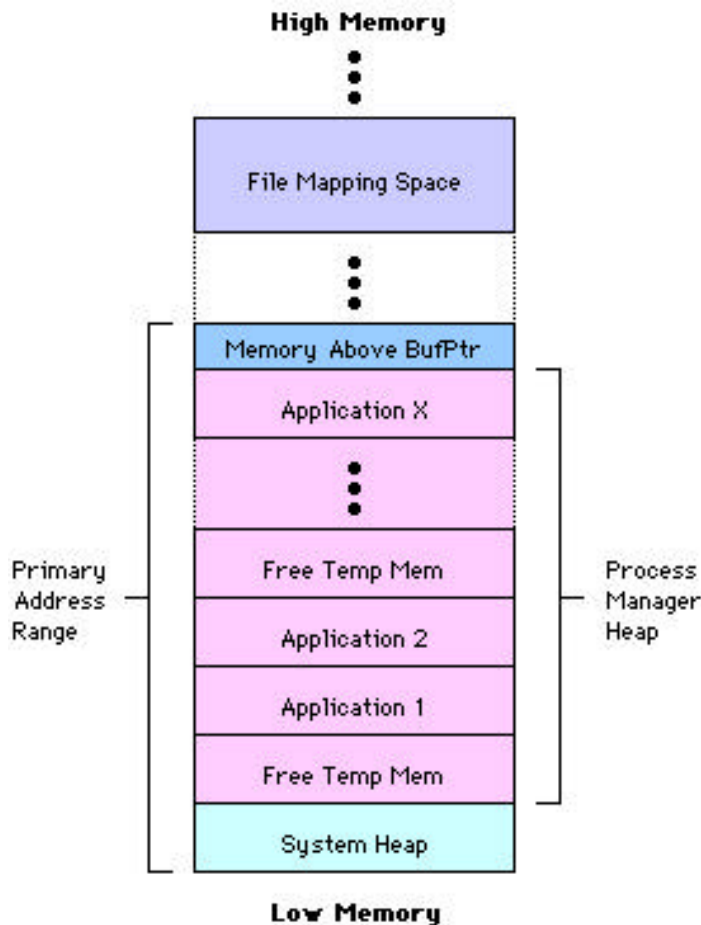 High Memory
File Mapping Space
Memory Above BufPtr
Application X
Free Temp Mem
Primary
Address
Range
Process
Manager
Heap
Application 2
Application 1
Free Temp Mem
System Heap
Low Memory